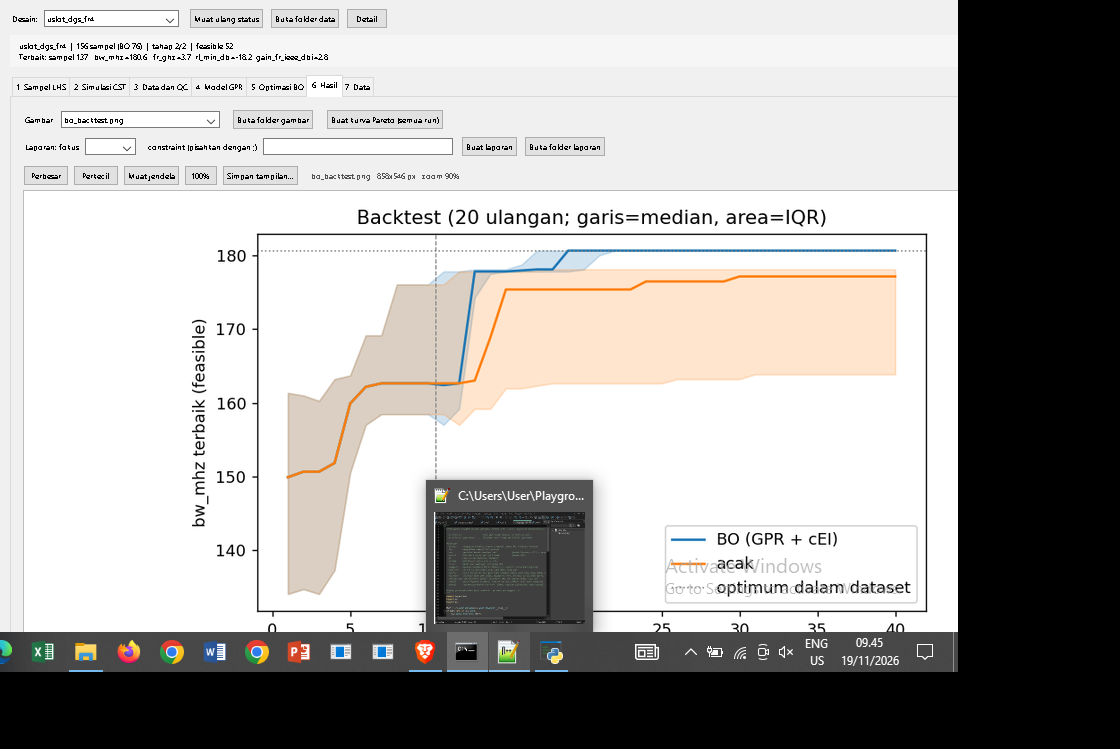 Desain: uslot_dgs_fr4 Muat ulang status Buka folder data Detail
uslot_dgs_fr4 | 156 sampel (BO 76) | tahap 2/2 | feasible 52
Terbaik: sampel 137 bw_mhz=180.6 fr_ghz=3.7 rl_min_db=-18.2 gain_fr_ieee_dbi=2.8
1 Sampel LHS 2 Simulasi CST 3 Data dan QC 4 Model GPR 5 Optimasi BO 6 Hasil 7 Data
Gambar bo_backtest.png Buka folder gambar Buat kurva Pareto (semua run)
Laporan: fokus constraint (pisahkan dengan ;) Buat laporan Buka folder laporan
Perbesar Perkecil Muat jendela 100% Simpan tampilan... bo_backtest.png 858x546 px zoom 90%
Backtest (20 ulangan; garis=median, area=IQR)
180
170
160
150
140
bw_mhz terbaik (feasible)
C:\Users\User\Playgro...
BO (GPR + cEI)
acak
optimum dalam dataset
Activate Windows
0 5 25 30 35 40
ENG
US
09.45
19/11/2026